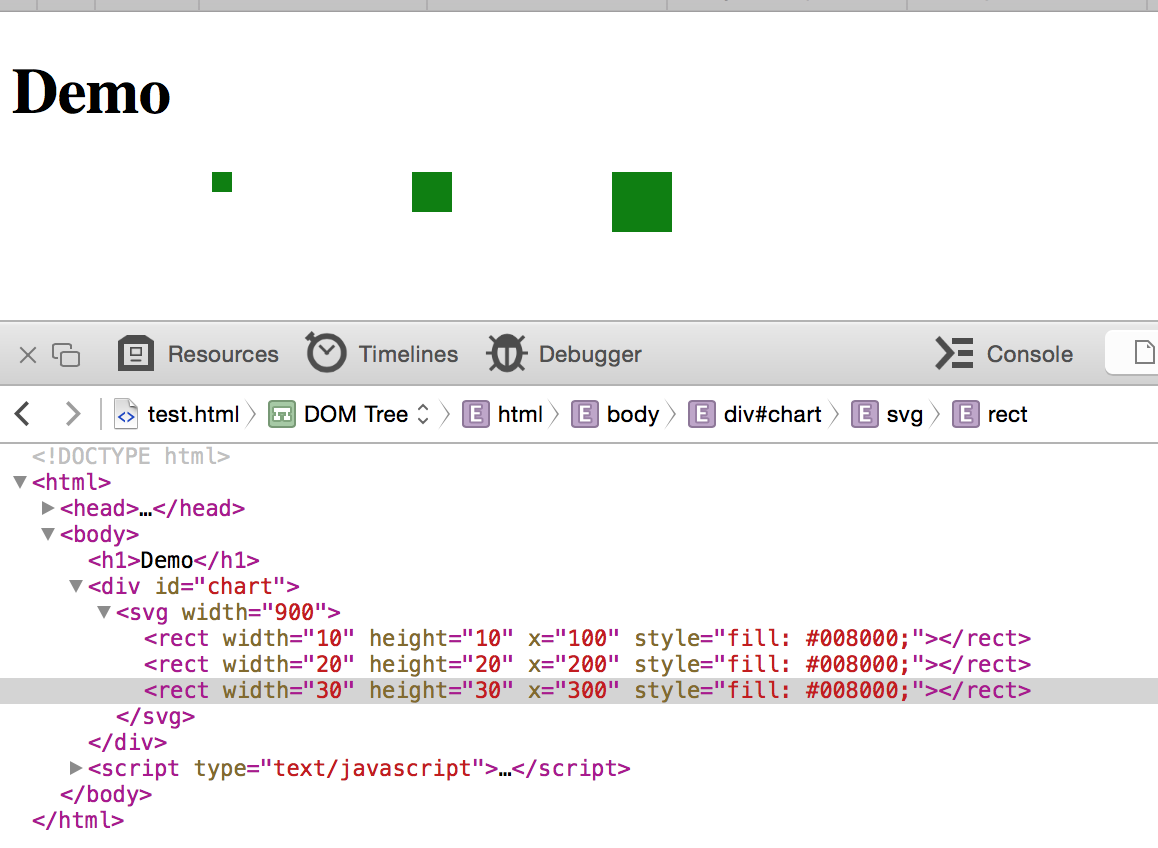 Demo
Resources Timelines Debugger Console
test.html DOM Tree E html E body E div#chart E svg E rect
<!DOCTYPE html>
<html>
<head>…</head>
<body>
<h1>Demo</h1>
<div id="chart">
<svg width="900">
<rect width="10" height="10" x="100" style="fill: #008000;"></rect>
<rect width="20" height="20" x="200" style="fill: #008000;"></rect>
<rect width="30" height="30" x="300" style="fill: #008000;"></rect>
</svg>
</div>
<script type="text/javascript">…</script>
</body>
</html>